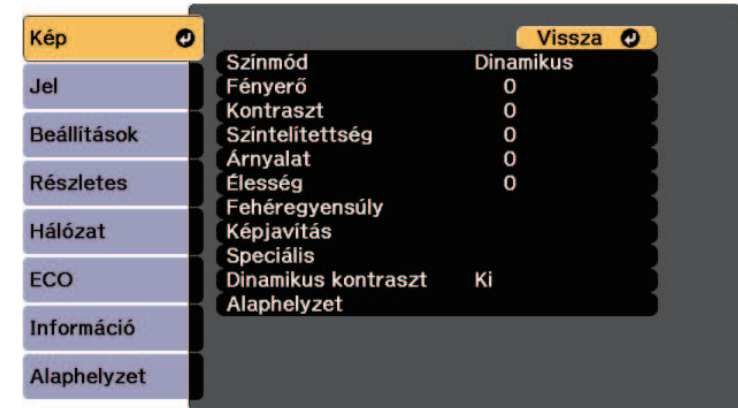 Kép
Jel
Beállítások
Részletes
Hálózat
ECO
Információ
Alaphelyzet
Vissza
Színmód Dinamikus
Fényerő 0
Kontraszt 0
Színtelítettség 0
Árnyalat 0
Élesség 0
Fehéregyensúly
Képjavítás
Speciális
Dinamikus kontraszt Ki
Alaphelyzet